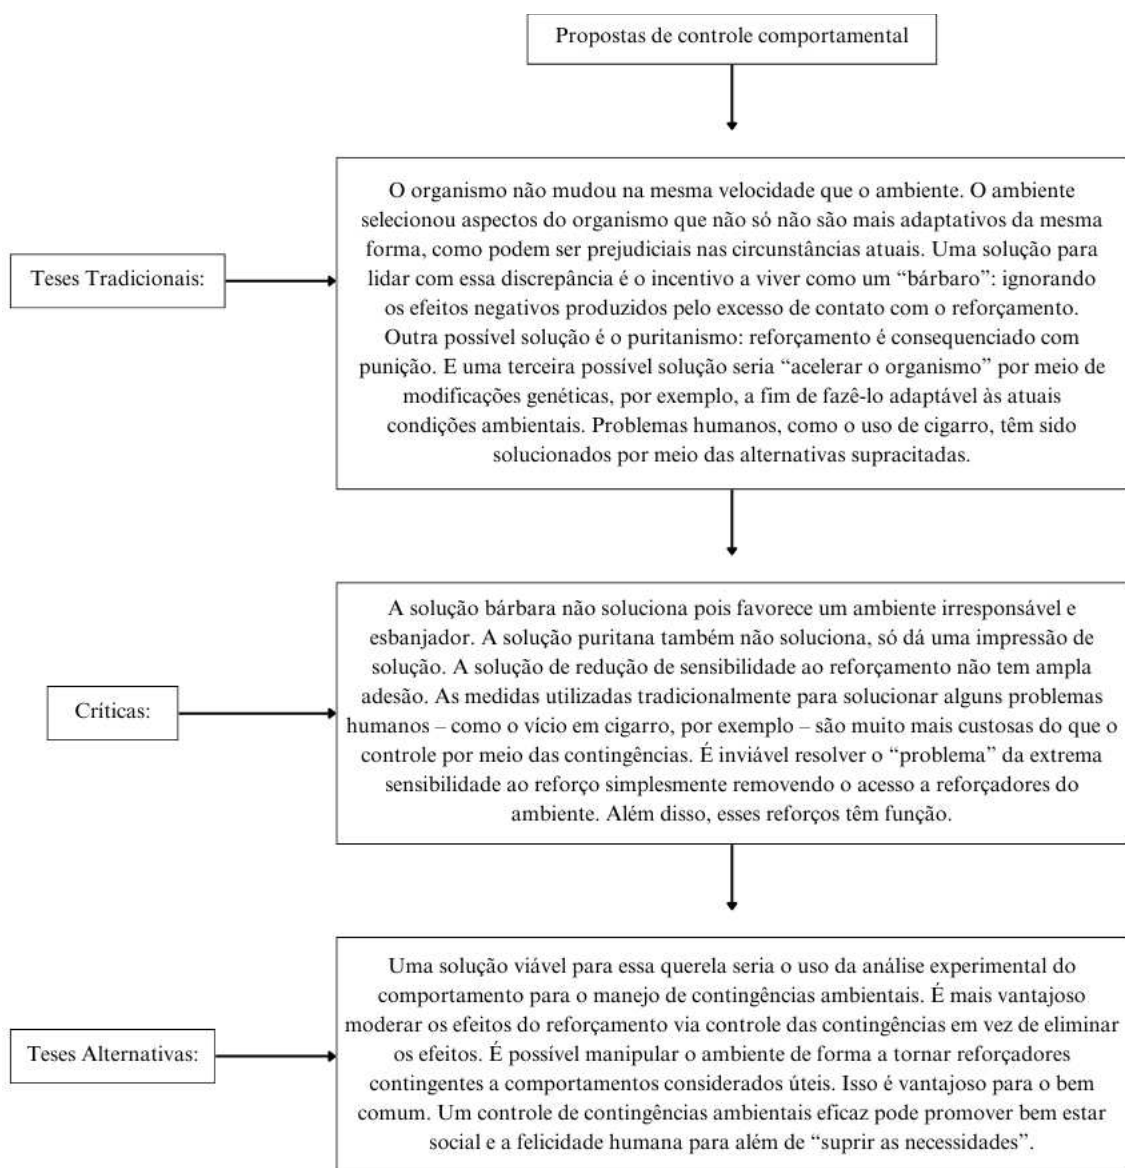 Propostas de controle comportamental
Teses Tradicionais:
O organismo não mudou na mesma velocidade que o ambiente. O ambiente
selecionou aspectos do organismo que não só não são mais adaptativos da mesma
forma, como podem ser prejudiciais nas circunstâncias atuais. Uma solução para
lidar com essa discrepância é o incentivo a viver como um “bárbaro”: ignorando
os efeitos negativos produzidos pelo excesso de contato com o reforçamento.
Outra possível solução é o puritanismo: reforçamento é consequenciado com
punição. E uma terceira possível solução seria “acelerar o organismo” por meio de
modificações genéticas, por exemplo, a fim de fazê-lo adaptável às atuais
condições ambientais. Problemas humanos, como o uso de cigarro, têm sido
solucionados por meio das alternativas supracitadas.
Críticas:
A solução bárbara não soluciona pois favorece um ambiente irresponsável e
esbanjador. A solução puritana também não soluciona, só dá uma impressão de
solução. A solução de redução de sensibilidade ao reforçamento não tem ampla
adesão. As medidas utilizadas tradicionalmente para solucionar alguns problemas
humanos – como o vício em cigarro, por exemplo – são muito mais custosas do que o
controle por meio das contingências. É inviável resolver o “problema” da extrema
sensibilidade ao reforço simplesmente removendo o acesso a reforçadores do
ambiente. Além disso, esses reforços têm função.
Teses Alternativas:
Uma solução viável para essa querela seria o uso da análise experimental do
comportamento para o manejo de contingências ambientais. É mais vantajoso
moderar os efeitos do reforçamento via controle das contingências em vez de eliminar
os efeitos. É possível manipular o ambiente de forma a tornar reforçadores
contingentes a comportamentos considerados úteis. Isso é vantajoso para o bem
comum. Um controle de contingências ambientais eficaz pode promover bem estar
social e a felicidade humana para além de “suprir as necessidades”.